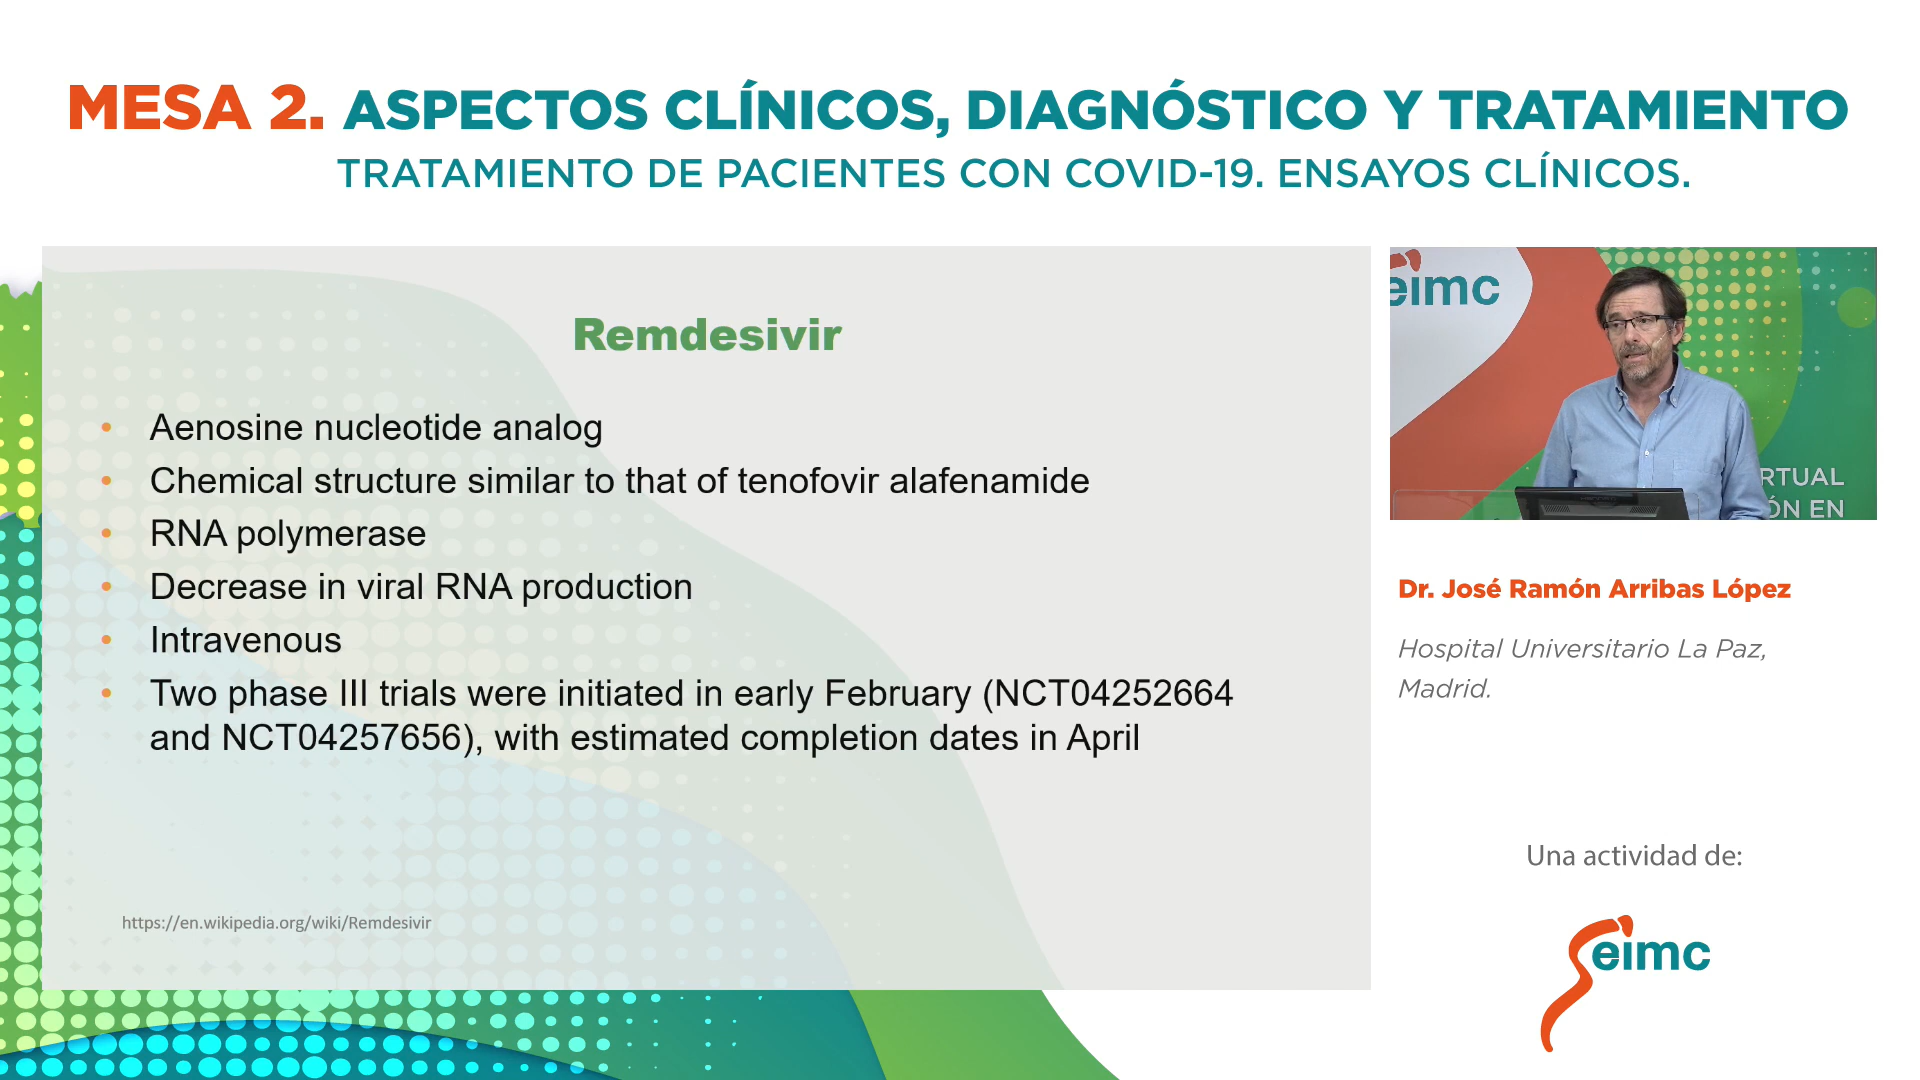 MESA 2. ASPECTOS CLÍNICOS, DIAGNÓSTICO Y TRATAMIENTO
TRATAMIENTO DE PACIENTES CON COVID-19. ENSAYOS CLÍNICOS.
Remdesivir
• Aenosine nucleotide analog
• Chemical structure similar to that of tenofovir alafenamide
• RNA polymerase
• Decrease in viral RNA production
• Intravenous
• Two phase III trials were initiated in early February (NCT04252664
and NCT04257656), with estimated completion dates in April
https://en.wikipedia.org/wiki/Remdesivir
eimc
RTUAL
ÓN EN
Dr. José Ramón Arribas López
Hospital Universitario La Paz,
Madrid.
Una actividad de:
Seimc